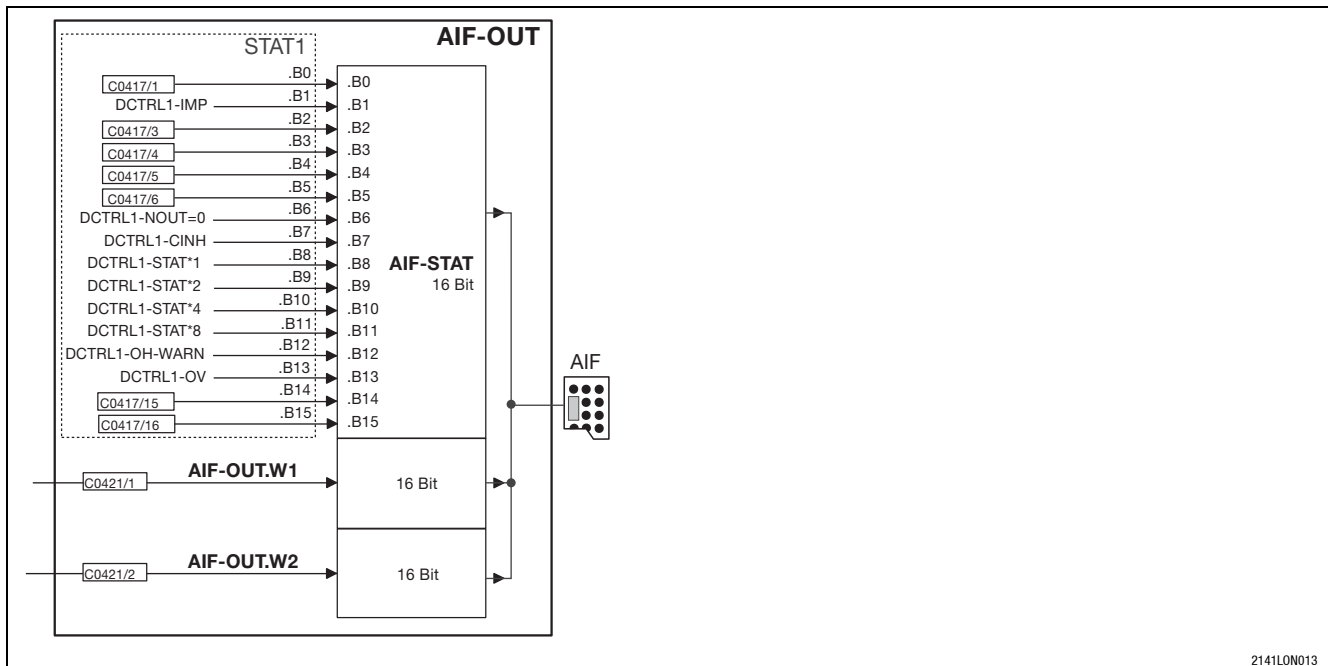 AIF-OUT
STAT1
C0417/1 .B0 .B0
DCTRL1-IMP .B1 .B1
C0417/3 .B2 .B2
C0417/4 .B3 .B3
C0417/5 .B4 .B4
C0417/6 .B5 .B5
DCTRL1-NOUT=0 .B6 .B6
DCTRL1-CINH .B7 .B7
DCTRL1-STAT*1 .B8 .B8 AIF-STAT
DCTRL1-STAT*2 .B9 .B9 16 Bit
DCTRL1-STAT*4 .B10 .B10
DCTRL1-STAT*8 .B11 .B11
DCTRL1-OH-WARN .B12 .B12
DCTRL1-OV .B13 .B13
C0417/15 .B14 .B14
C0417/16 .B15 .B15
AIF
C0421/1 AIF-OUT.W1 16 Bit
C0421/2 AIF-OUT.W2 16 Bit
2141LON013